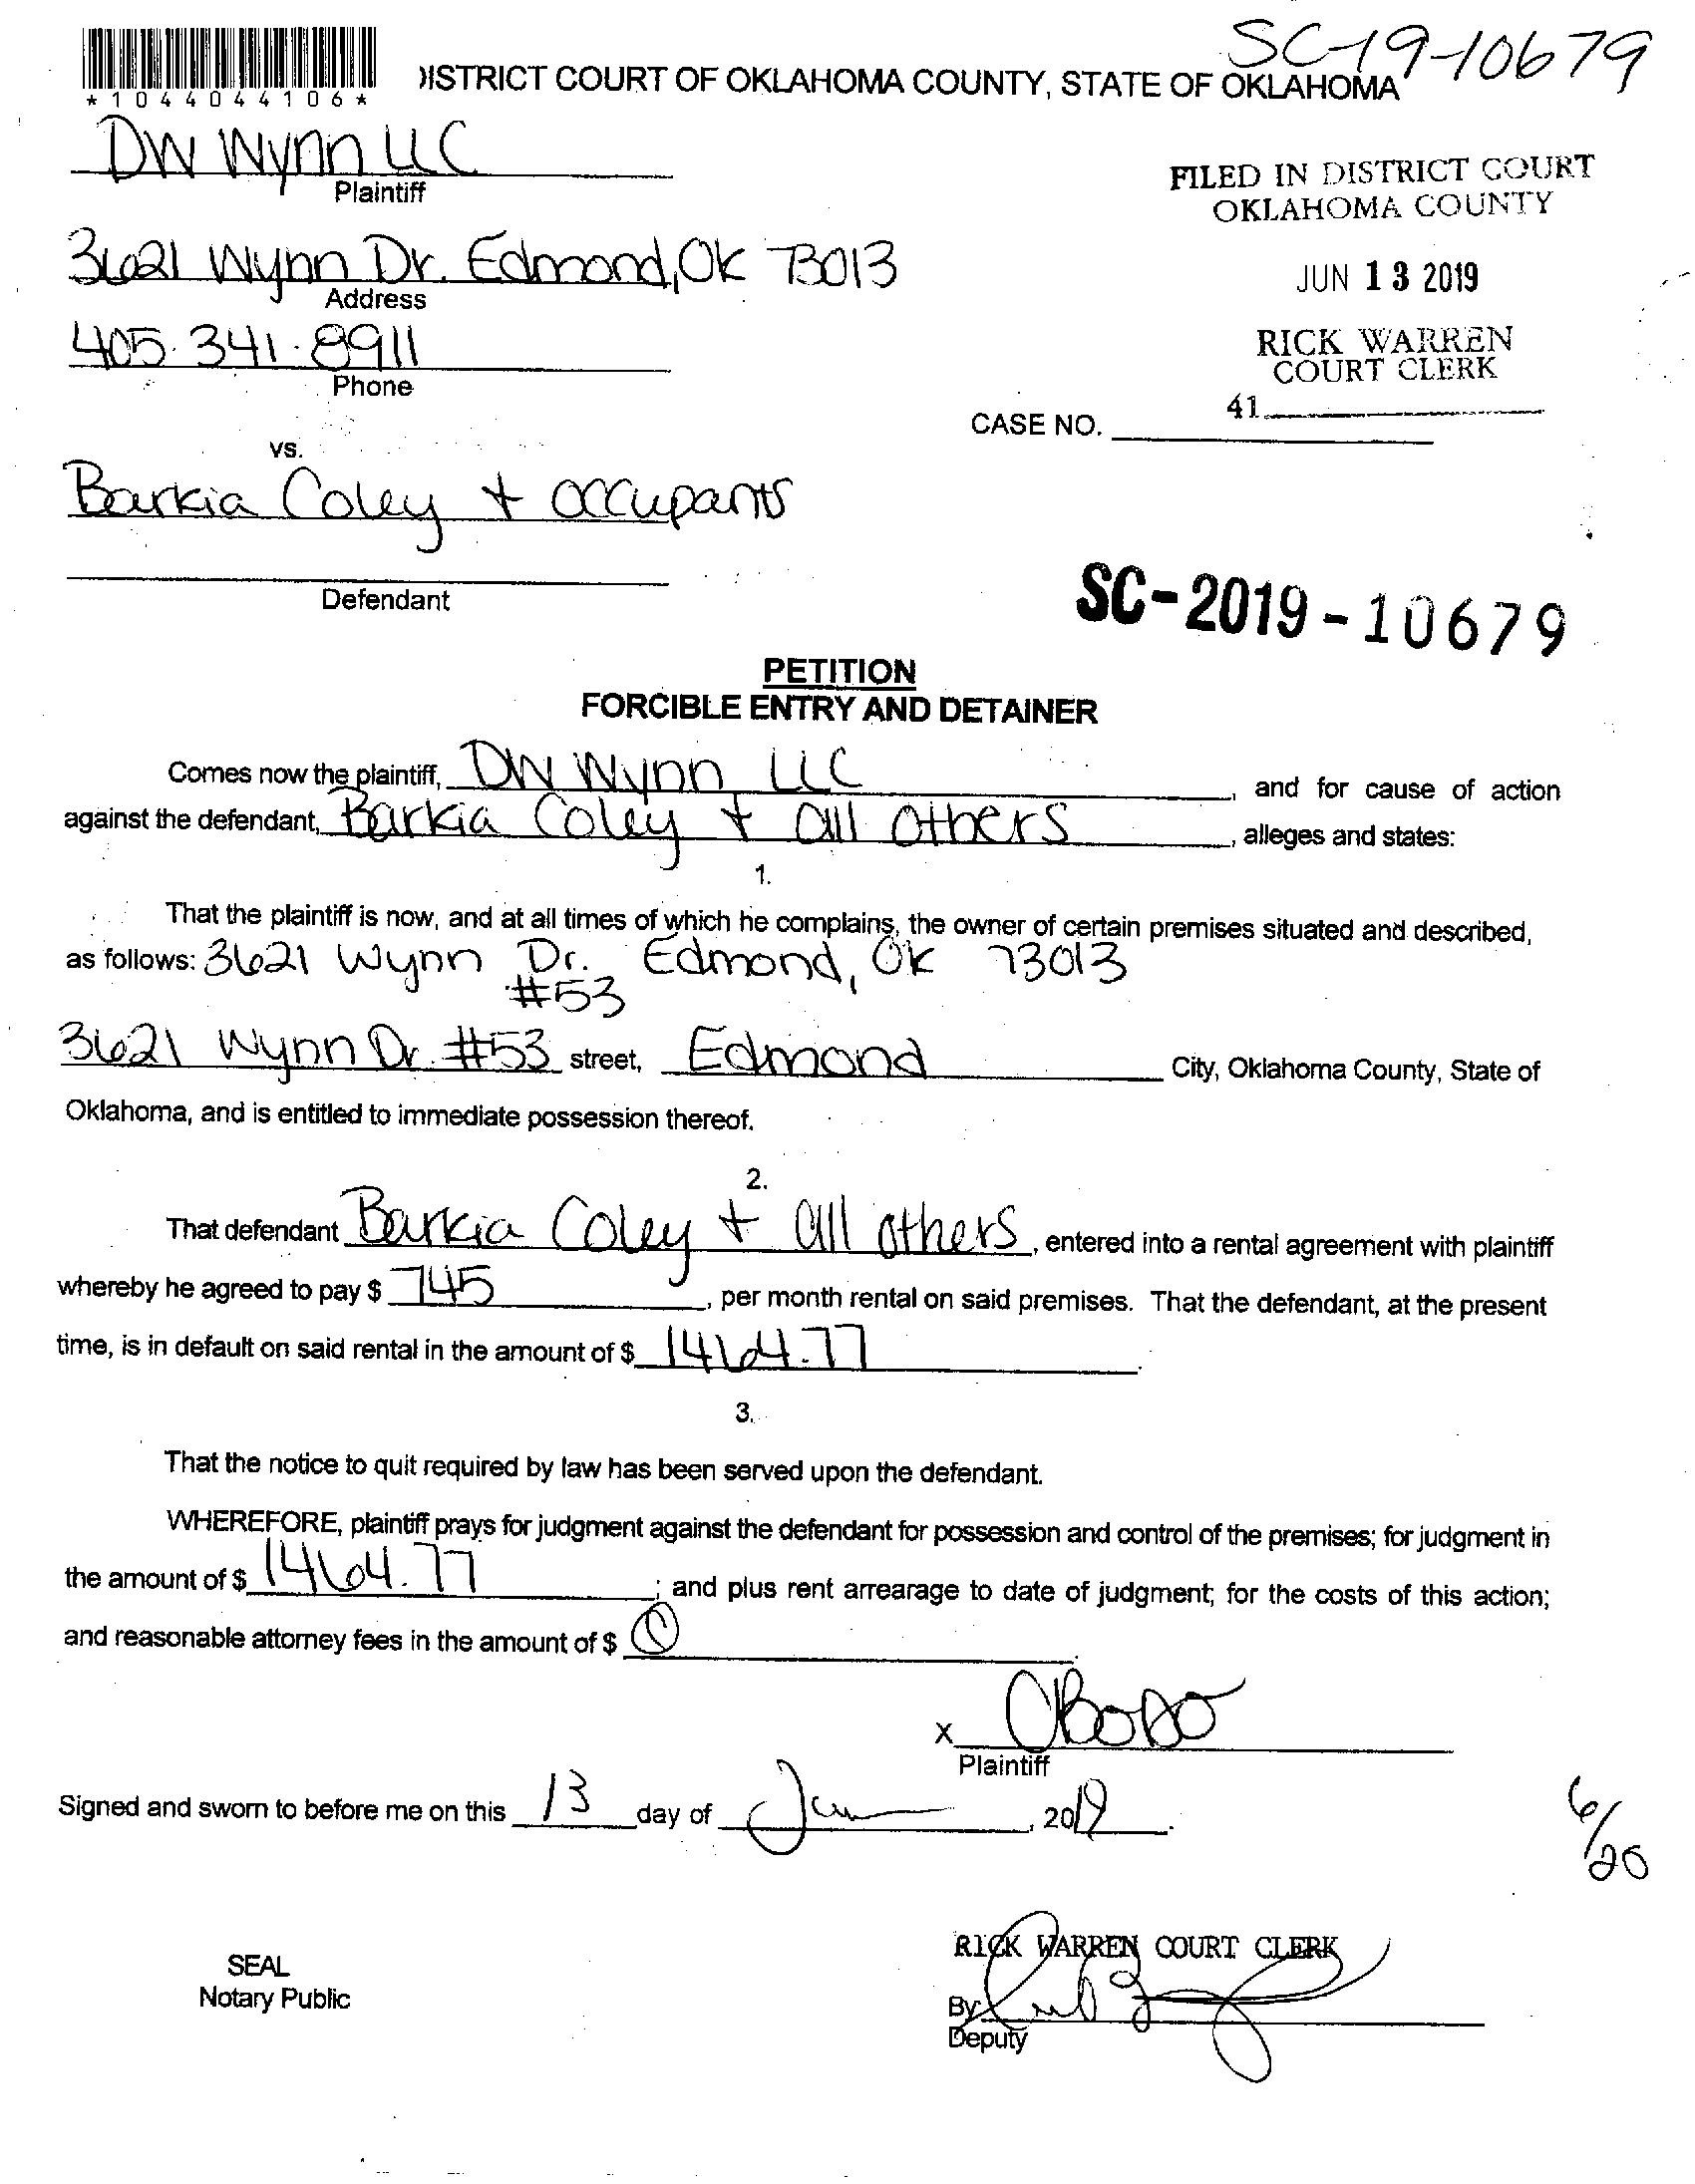 SC-19-10679
*1044044106*
DISTRICT COURT OF OKLAHOMA COUNTY, STATE OF OKLAHOMA
DW Wynn LLC
Plaintiff
FILED IN DISTRICT COURT
OKLAHOMA COUNTY
3621 Wynn Dr. Edmond, Ok 73013
Address
JUN 13 2019
405.341.8911
Phone
RICK WARREN
COURT CLERK
41
CASE NO.
vs.
Barkia Coley + occupants
Defendant
SC-2019-10679
PETITION
FORCIBLE ENTRY AND DETAINER
Comes now the plaintiff, DW Wynn LLC, and for cause of action
against the defendant, Barkia Coley + all others, alleges and states:
1.
That the plaintiff is now, and at all times of which he complains, the owner of certain premises situated and described,
as follows: 3621 Wynn Dr. Edmond, Ok 73013
#53
3621 Wynn Dr. #53 street, Edmond City, Oklahoma County, State of
Oklahoma, and is entitled to immediate possession thereof.
2.
That defendant Barkia Coley + all others, entered into a rental agreement with plaintiff
whereby he agreed to pay $ 745, per month rental on said premises. That the defendant, at the present
time, is in default on said rental in the amount of $ 1464.77.
3.
That the notice to quit required by law has been served upon the defendant.
WHEREFORE, plaintiff prays for judgment against the defendant for possession and control of the premises; for judgment in
the amount of $ 1464.77; and plus rent arrearage to date of judgment; for the costs of this action;
and reasonable attorney fees in the amount of $ 0.
X
Plaintiff
Signed and sworn to before me on this 13 day of Jun, 2019.
6/20
RICK WARREN COURT CLERK
SEAL
Notary Public
By
Deputy